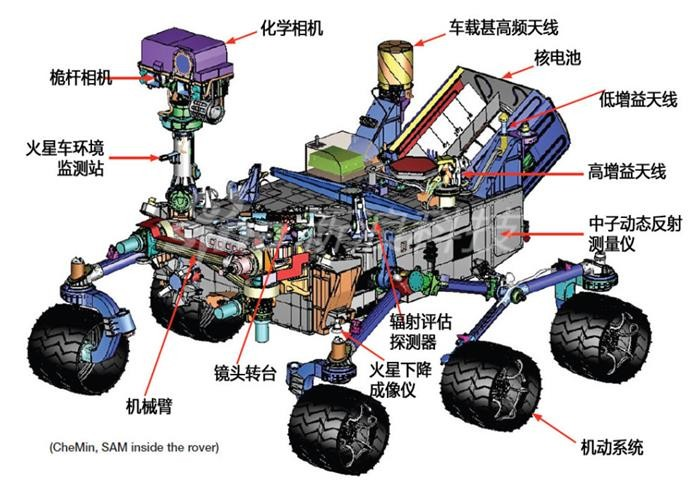 化学相机
车载甚高频天线
核电池
桅杆相机
低增益天线
火星车环境
监测站
高增益天线
中子动态反射
测量仪
辐射评估
探测器
镜头转台
火星下降
成像仪
机械臂
机动系统
(CheMin, SAM inside the rover)